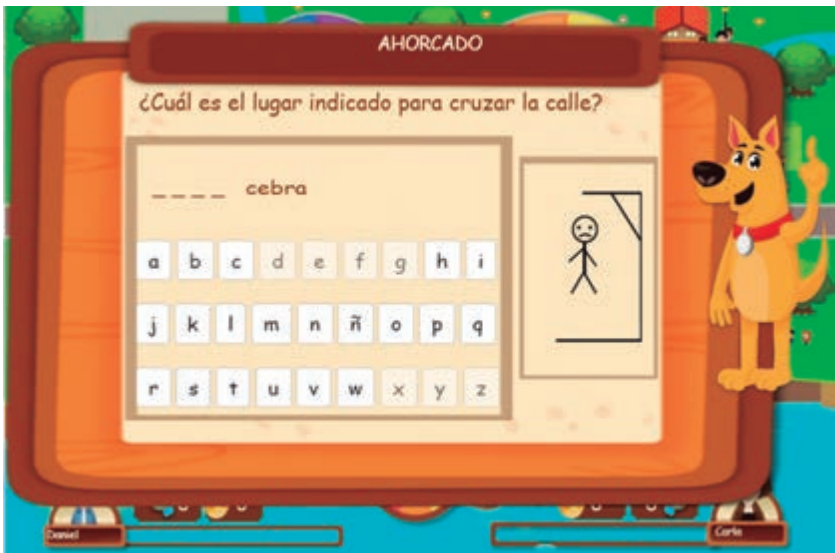 AHORCADO
¿Cuál es el lugar indicado para cruzar la calle?
_ _ _ _ cebra
a b c d e f g h i
j k l m n ñ o p q
r s t u v w x y z
Daniel
Carla